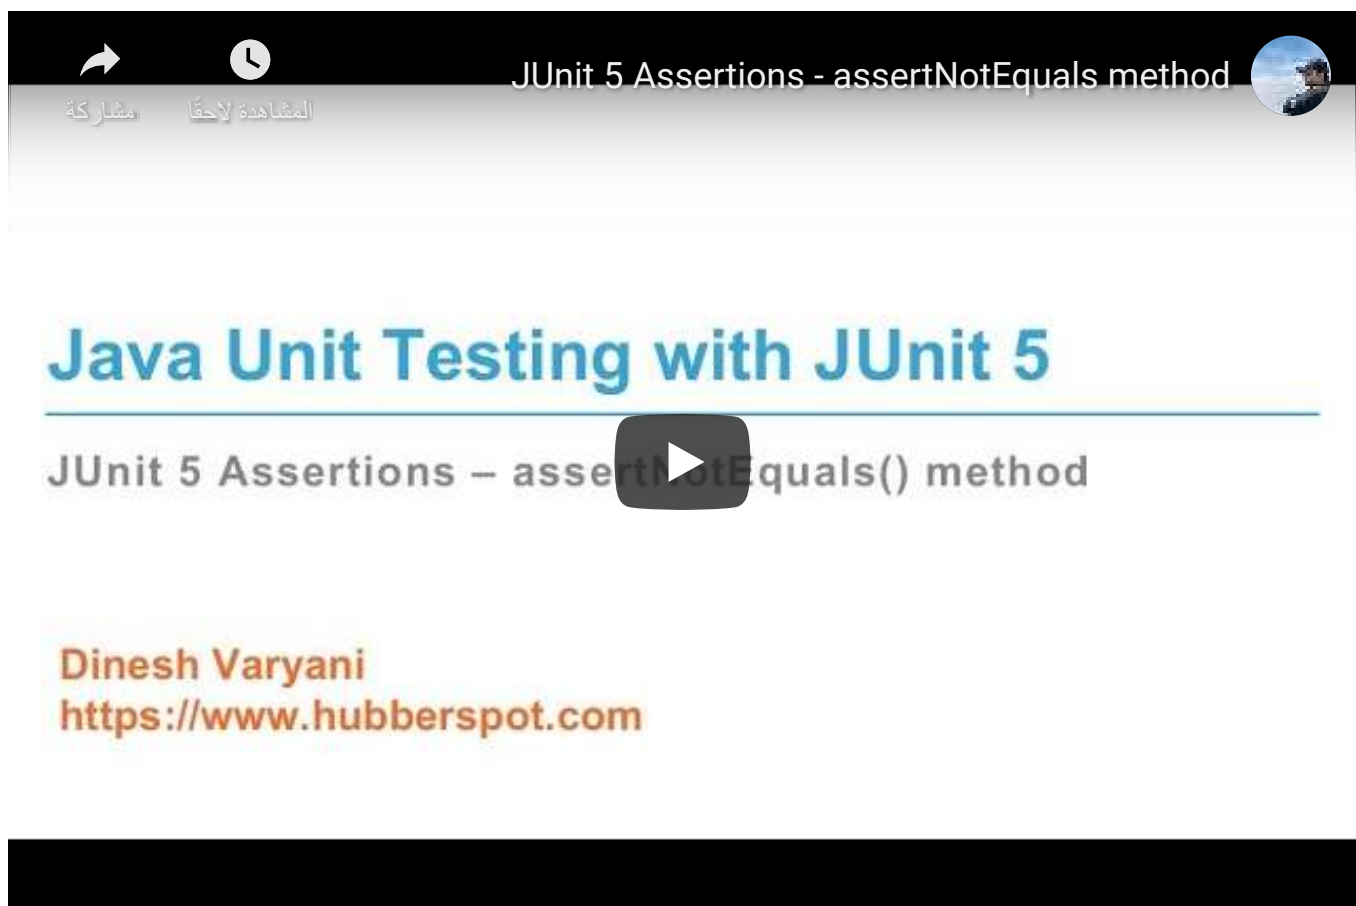 JUnit 5 Assertions - assertNotEquals method
المشاهدة لاحقًا
مشاركة
Java Unit Testing with JUnit 5
JUnit 5 Assertions – assertNotEquals() method
Dinesh Varyani
https://www.hubberspot.com